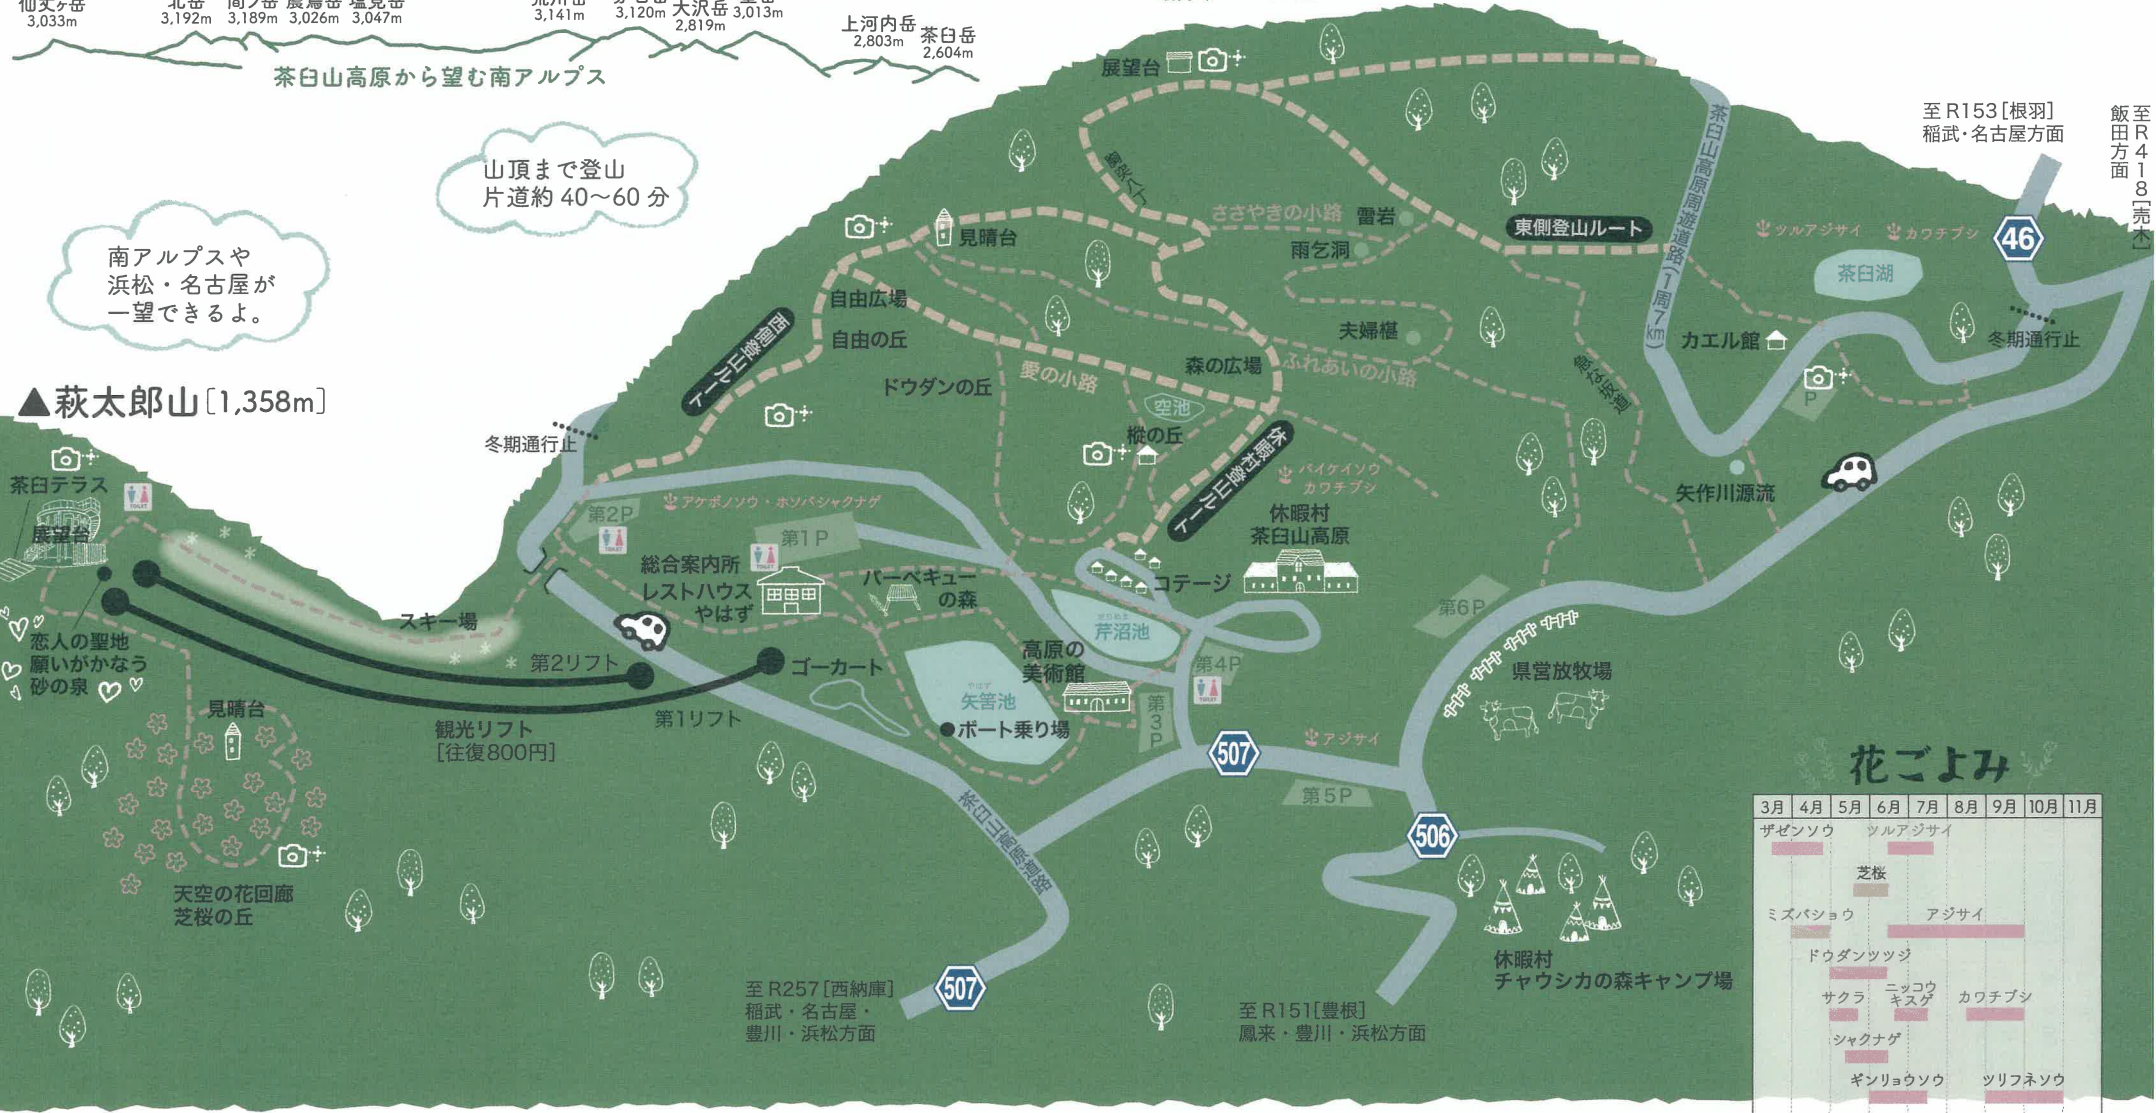 3,033m
3,192m
3,189m
3,026m
3,047m
3,141m
3,120m
大沢岳
2,819m
3,013m
上河内岳
2,803m
茶臼岳
2,604m
茶臼山高原から望む南アルプス
山頂まで登山
片道約40〜60分
南アルプスや
浜松・名古屋が
一望できるよ。
▲萩太郎山［1,358m］
展望台
胸突八丁
ささやきの小路
雷岩
雨乞洞
東側登山ルート
茶臼山高原周遊道路(1周7km)
ツルアジサイ
カワチブシ
茶臼湖
至R153［根羽］
稲武・名古屋方面
至R418［売木］
飯田方面
46
冬期通行止
カエル館
P
急な坂道
矢作川源流
見晴台
自由広場
自由の丘
西側登山ルート
ドウダンの丘
愛の小路
森の広場
ふれあいの小路
夫婦椹
空池
樅の丘
休暇村登山ルート
バイケイソウ
カワチブシ
休暇村
茶臼山高原
コテージ
冬期通行止
茶臼テラス
展望台
TOILET
第2P
アケボノソウ・ホソバシャクナゲ
第1P
TOILET
総合案内所
TOILET
レストハウス
やはず
バーベキュー
の森
芹沼池
高原の
美術館
第4P
TOILET
第3P
第6P
県営放牧場
スキー場
恋人の聖地
願いがかなう
砂の泉
第2リフト
第1リフト
ゴーカート
観光リフト
［往復800円］
やはず
矢筈池
●ボート乗り場
見晴台
天空の花回廊
芝桜の丘
507
アジサイ
第5P
506
茶臼山高原道路
507
至R257［西納庫］
稲武・名古屋・
豊川・浜松方面
至R151［豊根］
鳳来・豊川・浜松方面
休暇村
チャウシカの森キャンプ場
花ごよみ
3月 4月 5月 6月 7月 8月 9月 10月 11月
ザゼンソウ ツルアジサイ
芝桜
ミズバショウ アジサイ
ドウダンツツジ
サクラ ニッコウキスゲ カワチブシ
シャクナゲ
ギンリョウソウ ツリフネソウ